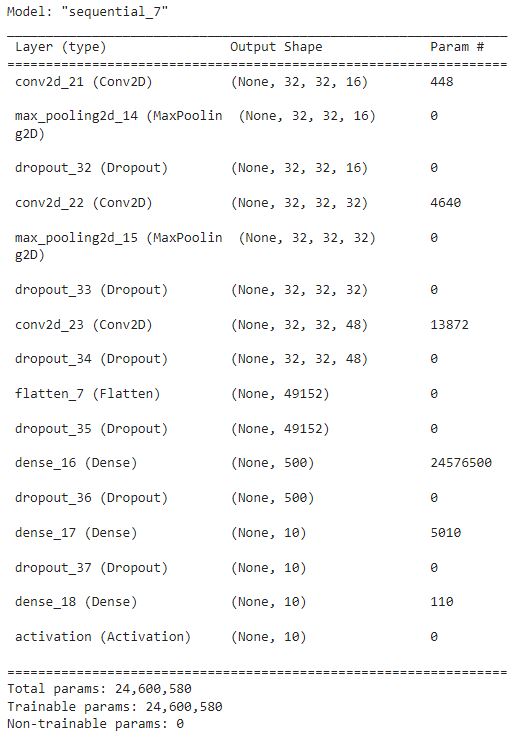 Model: "sequential_7"
_________________________________________________________________
Layer (type) Output Shape Param #
=================================================================
conv2d_21 (Conv2D) (None, 32, 32, 16) 448
max_pooling2d_14 (MaxPoolin (None, 32, 32, 16) 0
g2D)
dropout_32 (Dropout) (None, 32, 32, 16) 0
conv2d_22 (Conv2D) (None, 32, 32, 32) 4640
max_pooling2d_15 (MaxPoolin (None, 32, 32, 32) 0
g2D)
dropout_33 (Dropout) (None, 32, 32, 32) 0
conv2d_23 (Conv2D) (None, 32, 32, 48) 13872
dropout_34 (Dropout) (None, 32, 32, 48) 0
flatten_7 (Flatten) (None, 49152) 0
dropout_35 (Dropout) (None, 49152) 0
dense_16 (Dense) (None, 500) 24576500
dropout_36 (Dropout) (None, 500) 0
dense_17 (Dense) (None, 10) 5010
dropout_37 (Dropout) (None, 10) 0
dense_18 (Dense) (None, 10) 110
activation (Activation) (None, 10) 0
=================================================================
Total params: 24,600,580
Trainable params: 24,600,580
Non-trainable params: 0